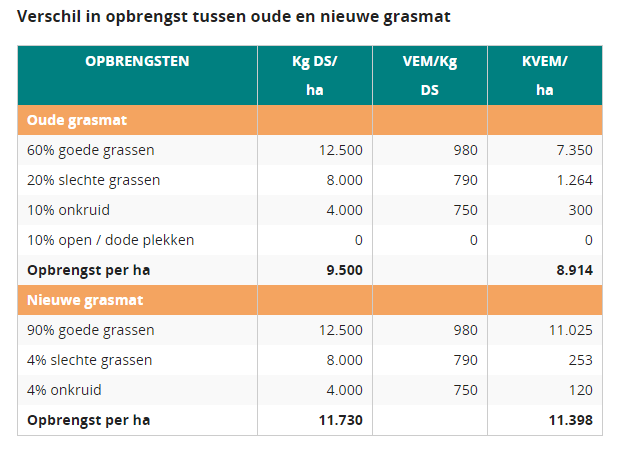 Verschil in opbrengst tussen oude en nieuwe grasmat
OPBRENGSTEN Kg DS/ ha VEM/Kg DS KVEM/ ha
Oude grasmat
60% goede grassen 12.500 980 7.350
20% slechte grassen 8.000 790 1.264
10% onkruid 4.000 750 300
10% open / dode plekken 0 0 0
Opbrengst per ha 9.500 8.914
Nieuwe grasmat
90% goede grassen 12.500 980 11.025
4% slechte grassen 8.000 790 253
4% onkruid 4.000 750 120
Opbrengst per ha 11.730 11.398